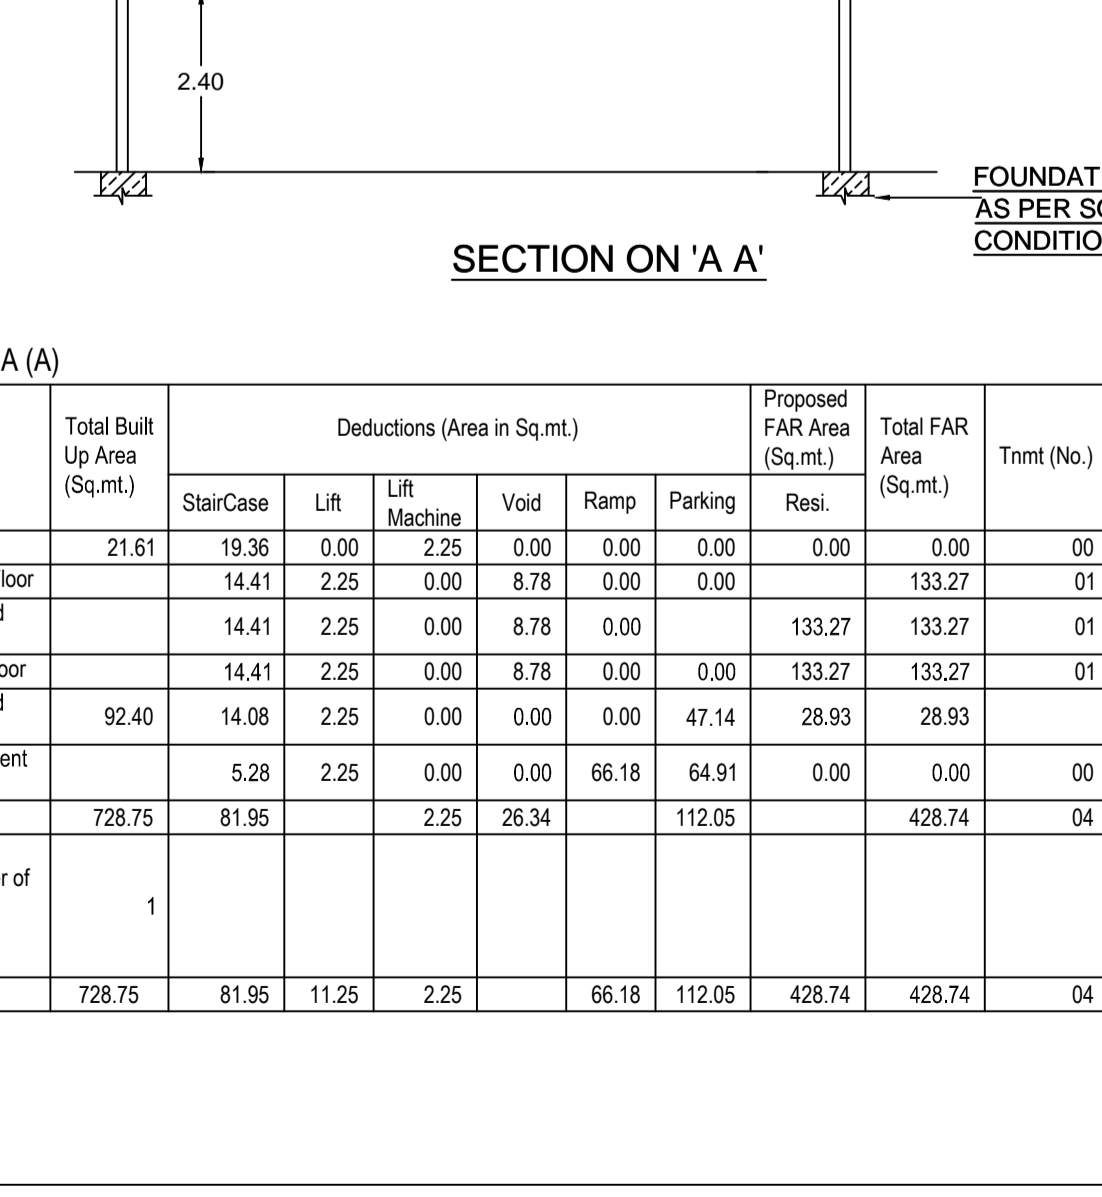 2.40
FOUNDAT
AS PER SO
CONDITIO
SECTION ON 'A A'
A (A)
Total Built Up Area (Sq.mt.) Deductions (Area in Sq.mt.) Proposed FAR Area (Sq.mt.) Total FAR Area (Sq.mt.) Tnmt (No.)
StairCase Lift Lift Machine Void Ramp Parking Resi.
21.61 19.36 0.00 2.25 0.00 0.00 0.00 0.00 0.00 00
loor 14.41 2.25 0.00 8.78 0.00 0.00 133.27 01
d 14.41 2.25 0.00 8.78 0.00 133.27 133.27 01
oor 14.41 2.25 0.00 8.78 0.00 0.00 133.27 133.27 01
d 92.40 14.08 2.25 0.00 0.00 0.00 47.14 28.93 28.93
ent 5.28 2.25 0.00 0.00 66.18 64.91 0.00 0.00 00
728.75 81.95 2.25 26.34 112.05 428.74 04
r of 1
728.75 81.95 11.25 2.25 66.18 112.05 428.74 428.74 04